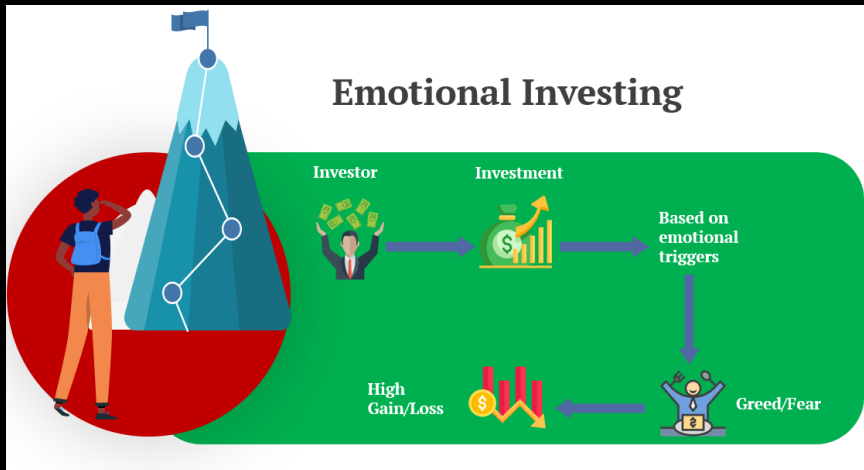 Emotional Investing
Investor
Investment
Based on
emotional
triggers
Greed/Fear
High
Gain/Loss
$
$
$